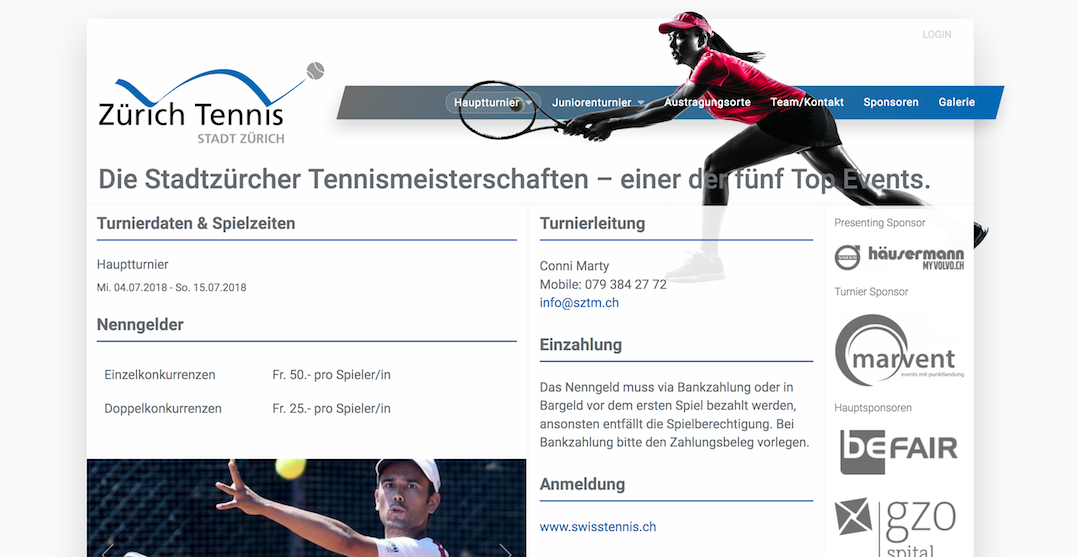 LOGIN
Zürich Tennis
STADT ZÜRICH
Hauptturnier Juniorenturnier Austragungsorte Team/Kontakt Sponsoren Galerie
Die Stadtzürcher Tennismeisterschaften – einer der fünf Top Events.
Turnierdaten & Spielzeiten
Hauptturnier
Mi. 04.07.2018 - So. 15.07.2018
Nenngelder
Einzelkonkurrenzen Fr. 50.- pro Spieler/in
Doppelkonkurrenzen Fr. 25.- pro Spieler/in
Turnierleitung
Conni Marty
Mobile: 079 384 27 72
info@sztm.ch
Einzahlung
Das Nenngeld muss via Bankzahlung oder in
Bargeld vor dem ersten Spiel bezahlt werden,
ansonsten entfällt die Spielberechtigung. Bei
Bankzahlung bitte den Zahlungsbeleg vorlegen.
Anmeldung
www.swisstennis.ch
Presenting Sponsor
VOLVO häusermann
MYVOLVO.CH
Turnier Sponsor
marvent
events mit punktlandung
Hauptsponsoren
BEFAIR
gzo
spital